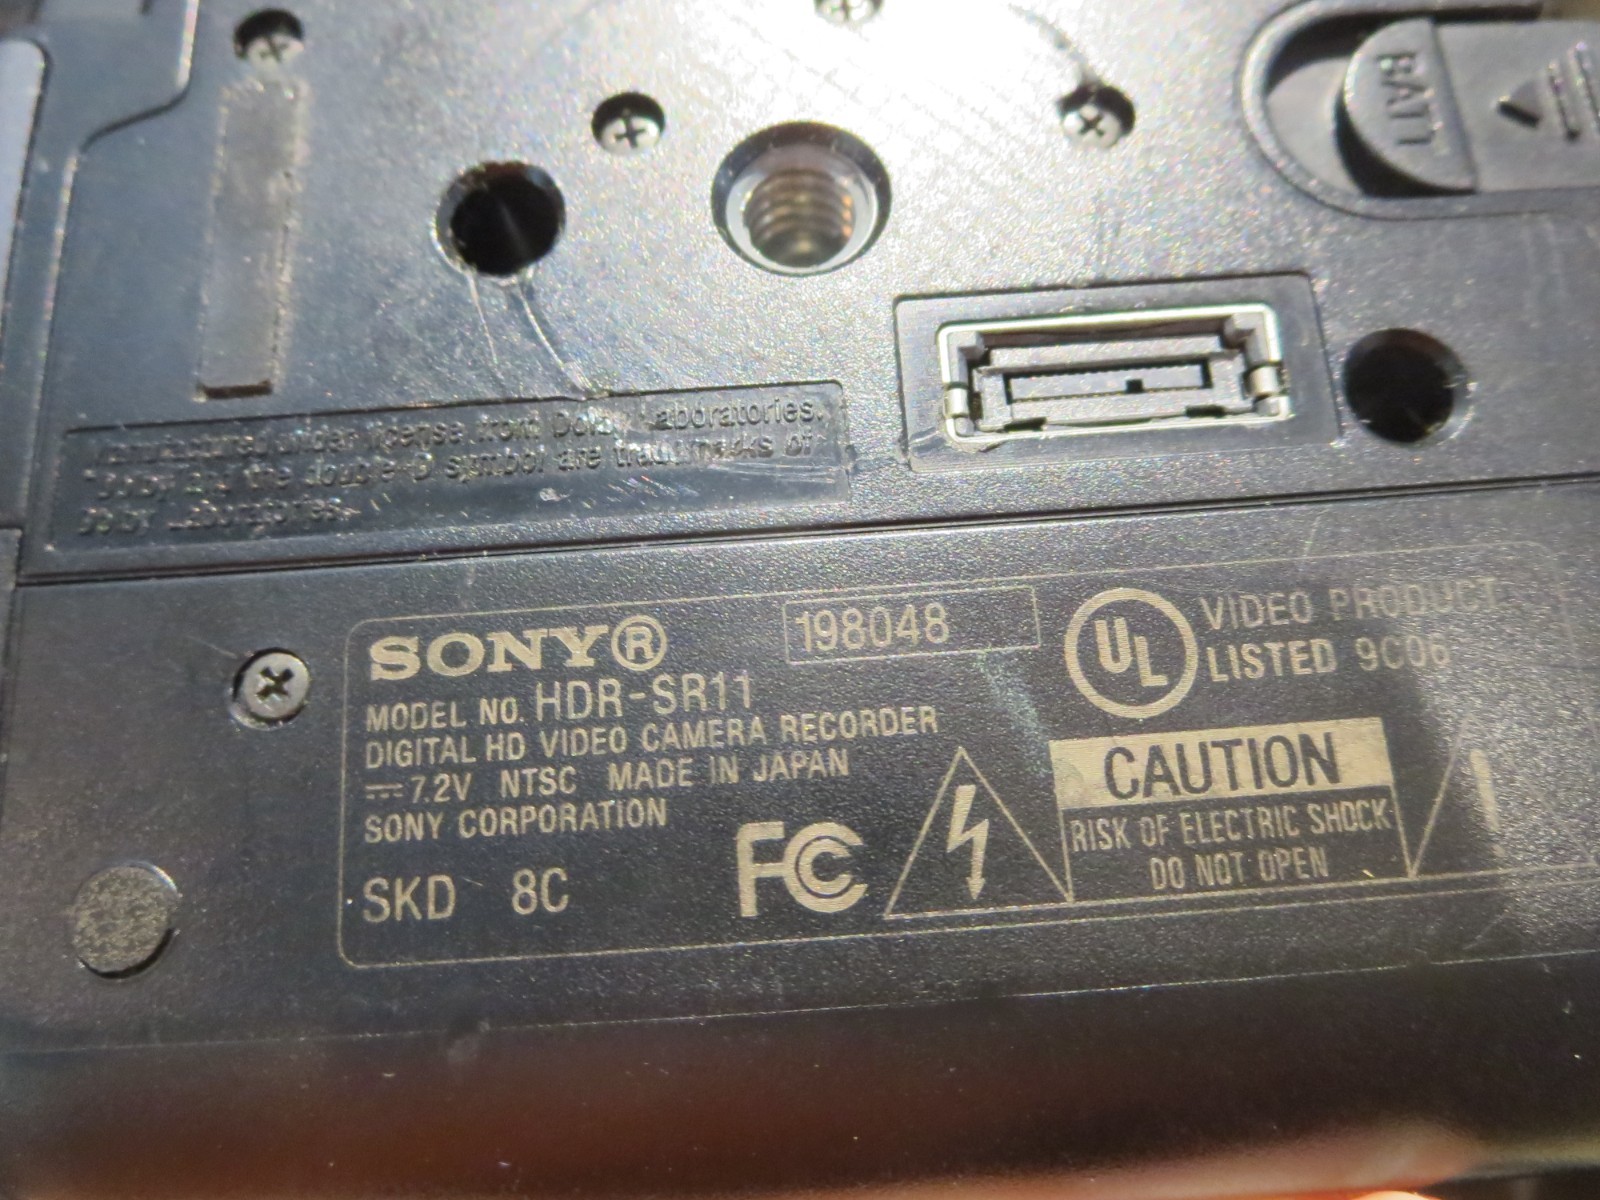 BATT
Manufactured under license from Dolby Laboratories.
"Dolby" and the double-D symbol are trademarks of
Dolby Laboratories.
SONY®
198048
MODEL NO. HDR-SR11
DIGITAL HD VIDEO CAMERA RECORDER
7.2V NTSC MADE IN JAPAN
SONY CORPORATION
SKD 8C
FC
UL
VIDEO PRODUCT
LISTED 9C06
CAUTION
RISK OF ELECTRIC SHOCK
DO NOT OPEN
!